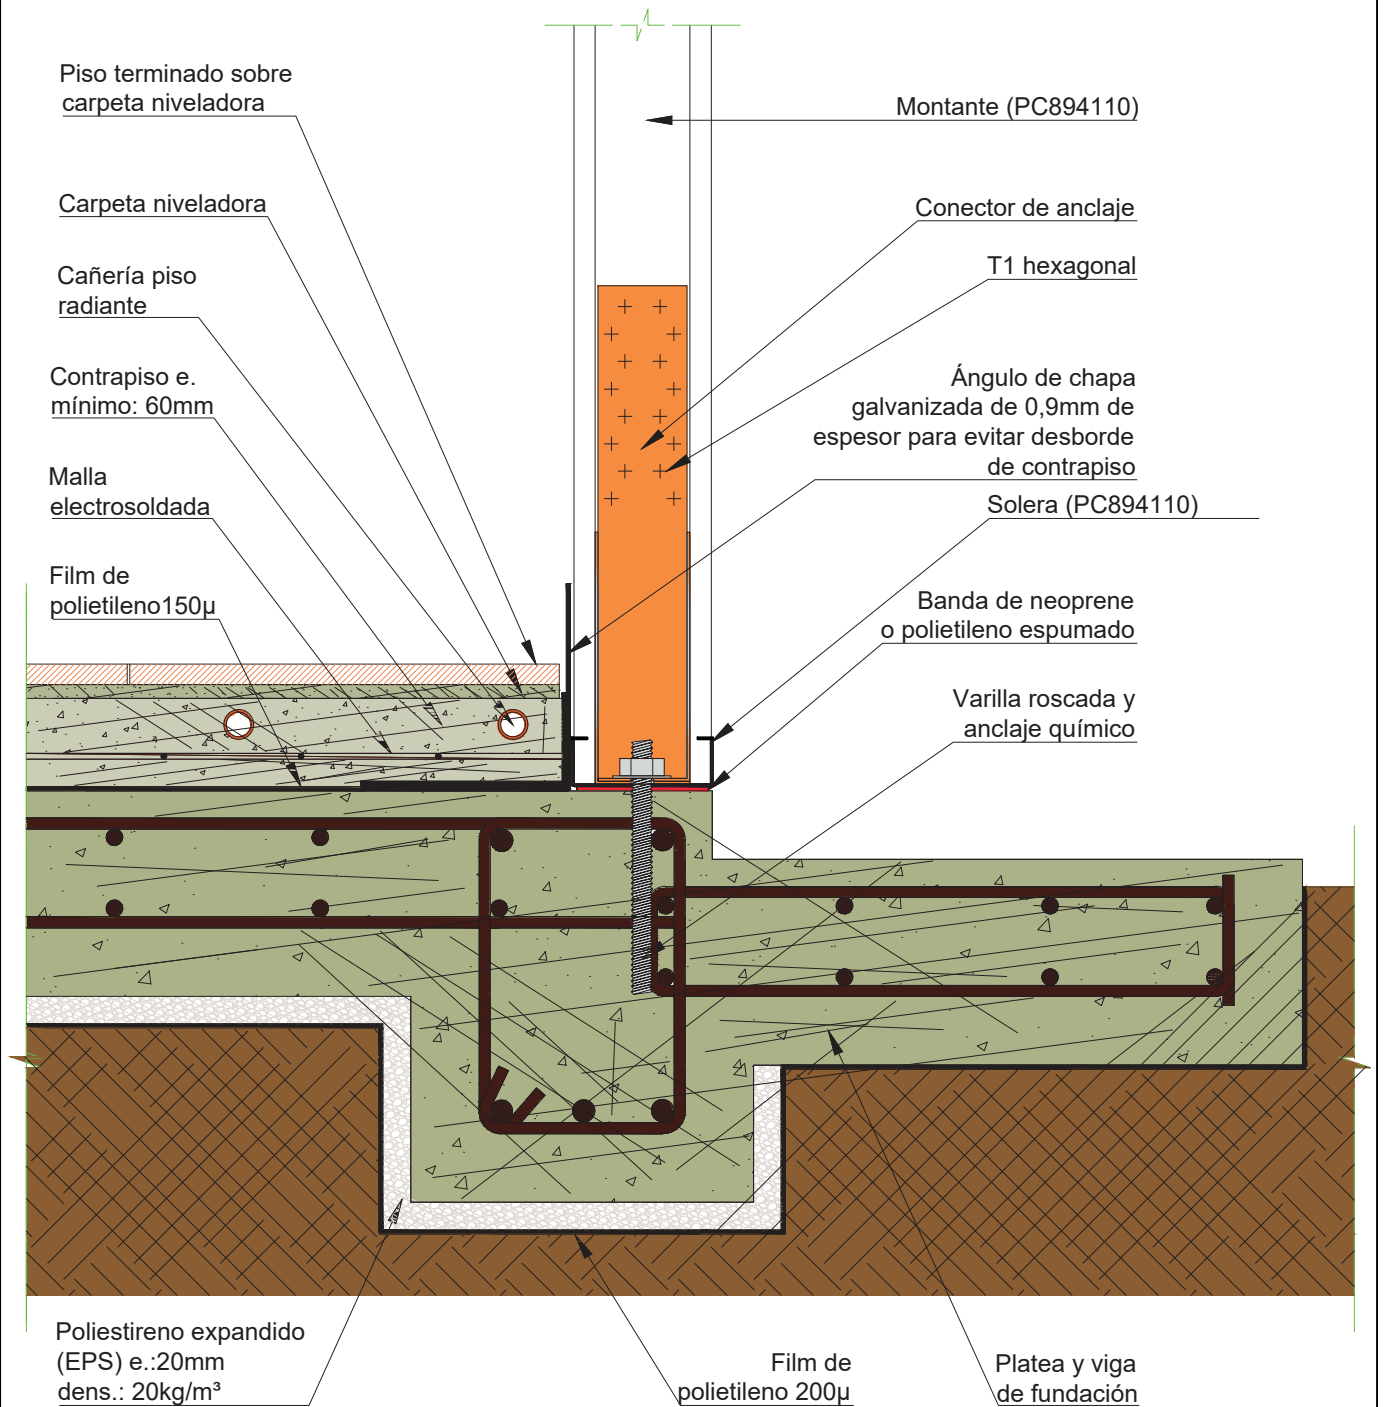 Piso terminado sobre
carpeta niveladora
Carpeta niveladora
Cañería piso
radiante
Contrapiso e.
mínimo: 60mm
Malla
electrosoldada
Film de
polietileno150µ
Montante (PC894110)
Conector de anclaje
T1 hexagonal
Ángulo de chapa
galvanizada de 0,9mm de
espesor para evitar desborde
de contrapiso
Solera (PC894110)
Banda de neoprene
o polietileno espumado
Varilla roscada y
anclaje químico
Poliestireno expandido
(EPS) e.:20mm
dens.: 20kg/m³
Film de
polietileno 200µ
Platea y viga
de fundación